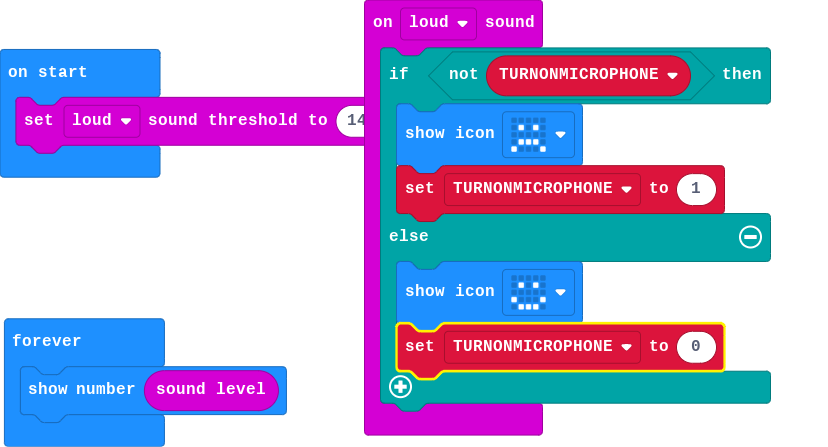 on start
set loud sound threshold to
forever
show number sound level
on loud sound
if not TURNONMICROPHONE then
show icon
set TURNONMICROPHONE to 1
else
show icon
set TURNONMICROPHONE to 0